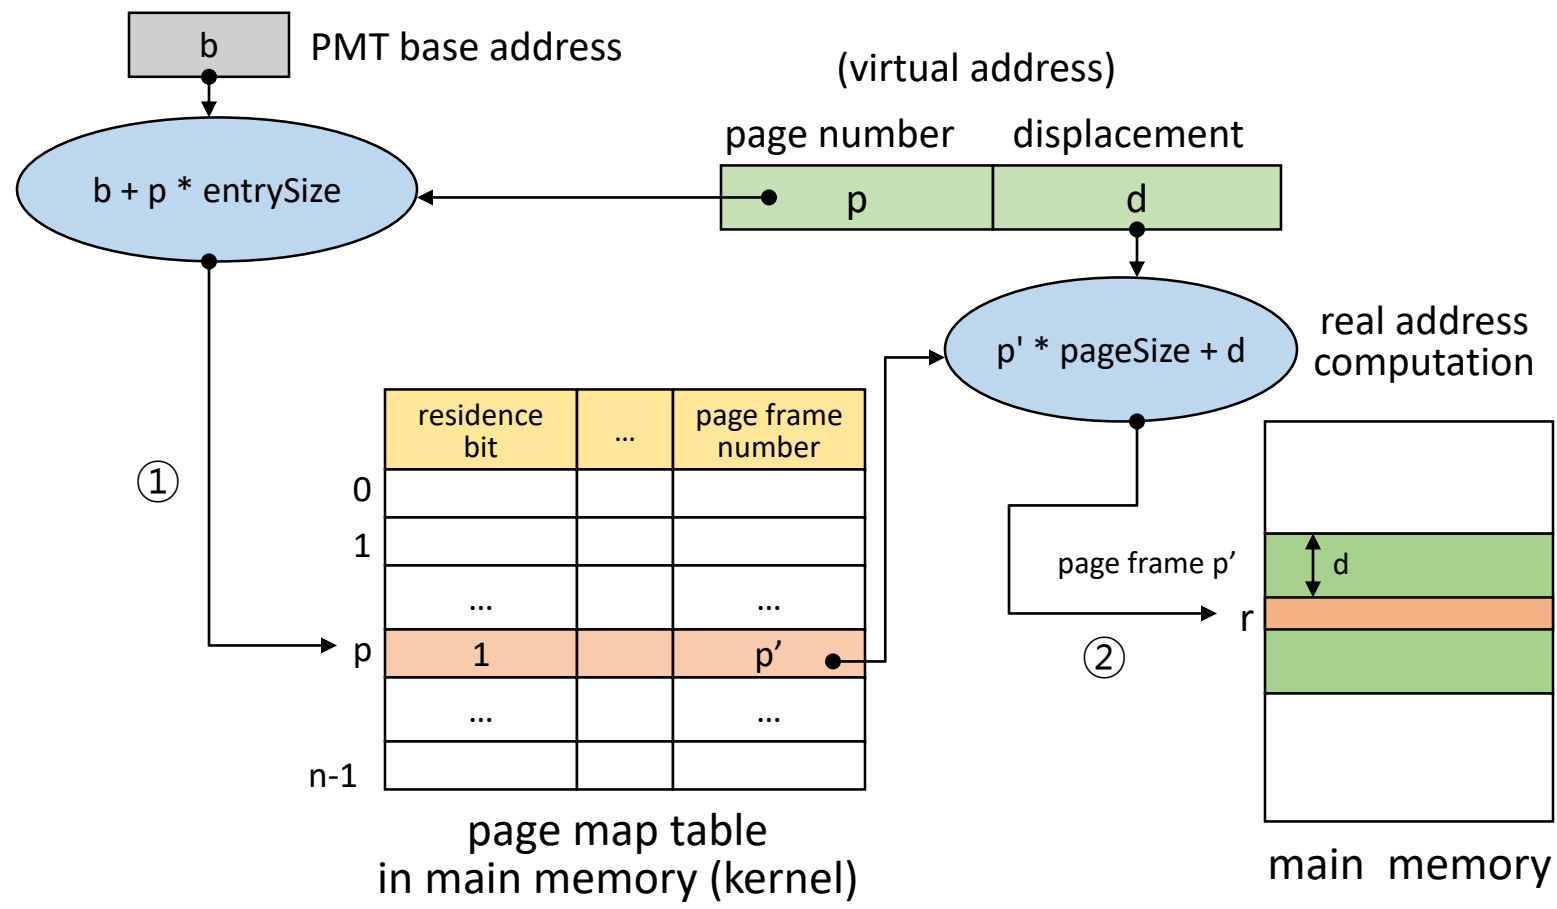 b
PMT base address
(virtual address)
page number
displacement
b + p * entrySize
p
d
p' * pageSize + d
real address
computation
residence
bit
...
page frame
number
①
0
1
...
...
p
1
p’
...
...
n-1
page map table
in main memory (kernel)
page frame p’
d
r
②
main memory